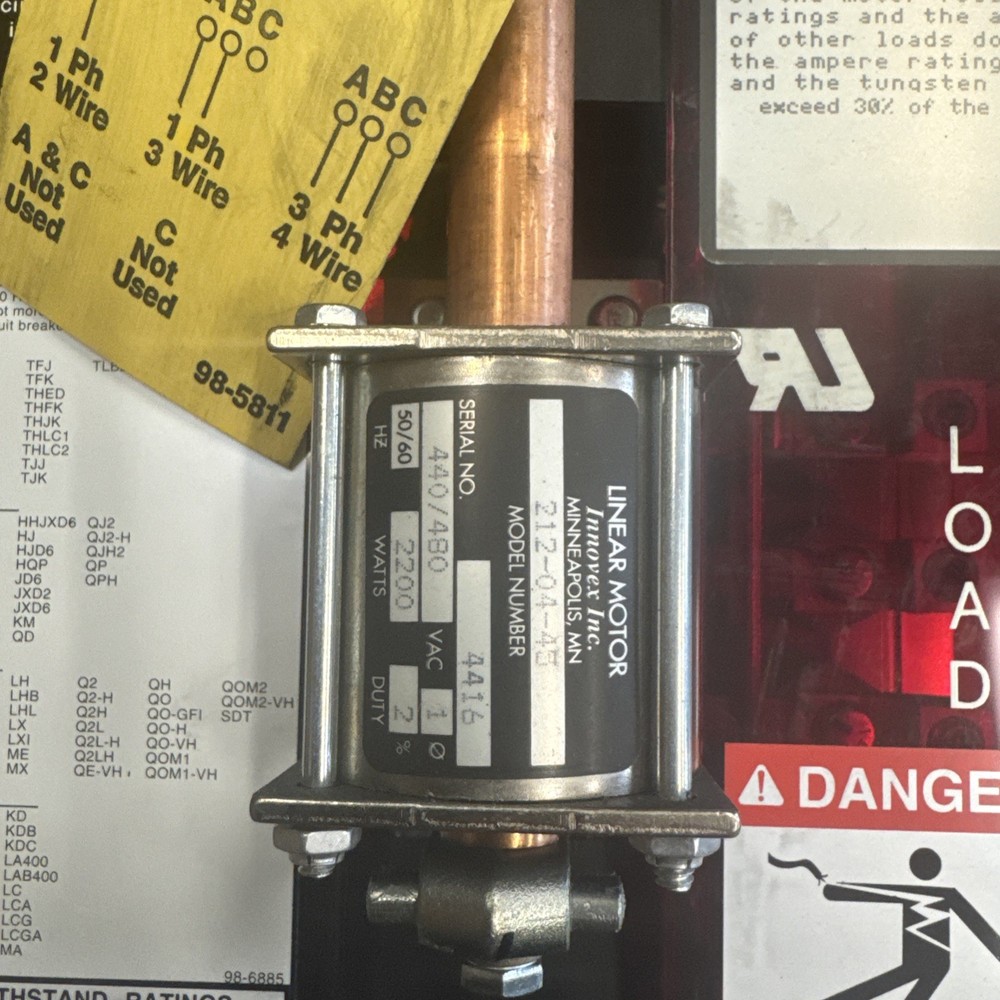 ABC
1 Ph
2 Wire
A & C
Not
Used
1 Ph
3 Wire
C
Not
Used
ABC
3 Ph
4 Wire
98-5811
ratings and the a
of other loads do
the ampere rating
and the tungsten
exceed 30% of the
LINEAR MOTOR
Innovex Inc.
MINNEAPOLIS, MN
212-04-45
MODEL NUMBER
SERIAL NO. 4416
440/480 VAC 1 Ø
50/60 2200 2 %
HZ WATTS DUTY
LOAD
DANGE
TFJ
TFK
THED
THFK
THJK
THLC1
THLC2
TJJ
TJK
HHJXD6 QJ2
HJ QJ2-H
HJD6 QJH2
HQP QP
JD6 QPH
JXD2
JXD6
KM
QD
LH Q2 QH QOM2
LHB Q2-H QO QOM2-VH
LHL Q2H QO-GFI SDT
LX Q2L QO-H
LXI Q2L-H QO-VH
ME Q2LH QOM1
MX QE-VH QOM1-VH
KD
KDB
KDC
LA400
LAB400
LC
LCA
LCG
LCGA
MA
98-6885
THSTAND RATINGS